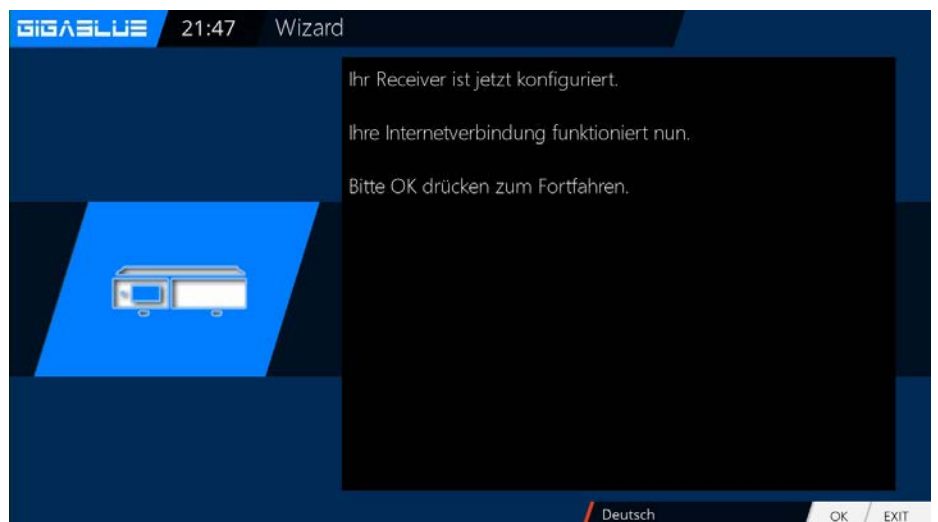 GIGABLUE 21:47 Wizard
Ihr Receiver ist jetzt konfiguriert.
Ihre Internetverbindung funktioniert nun.
Bitte OK drücken zum Fortfahren.
Deutsch OK EXIT